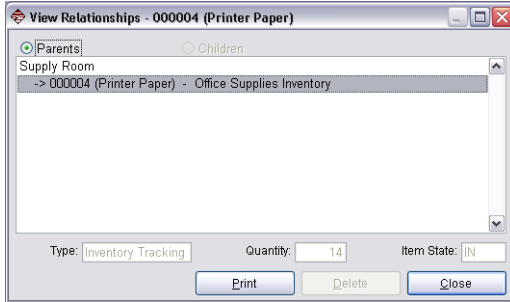 View Relationships - 000004 (Printer Paper)
Parents Children
Supply Room
-> 000004 (Printer Paper) - Office Supplies Inventory
Type: Inventory Tracking Quantity: 14 Item State: IN
Print Delete Close